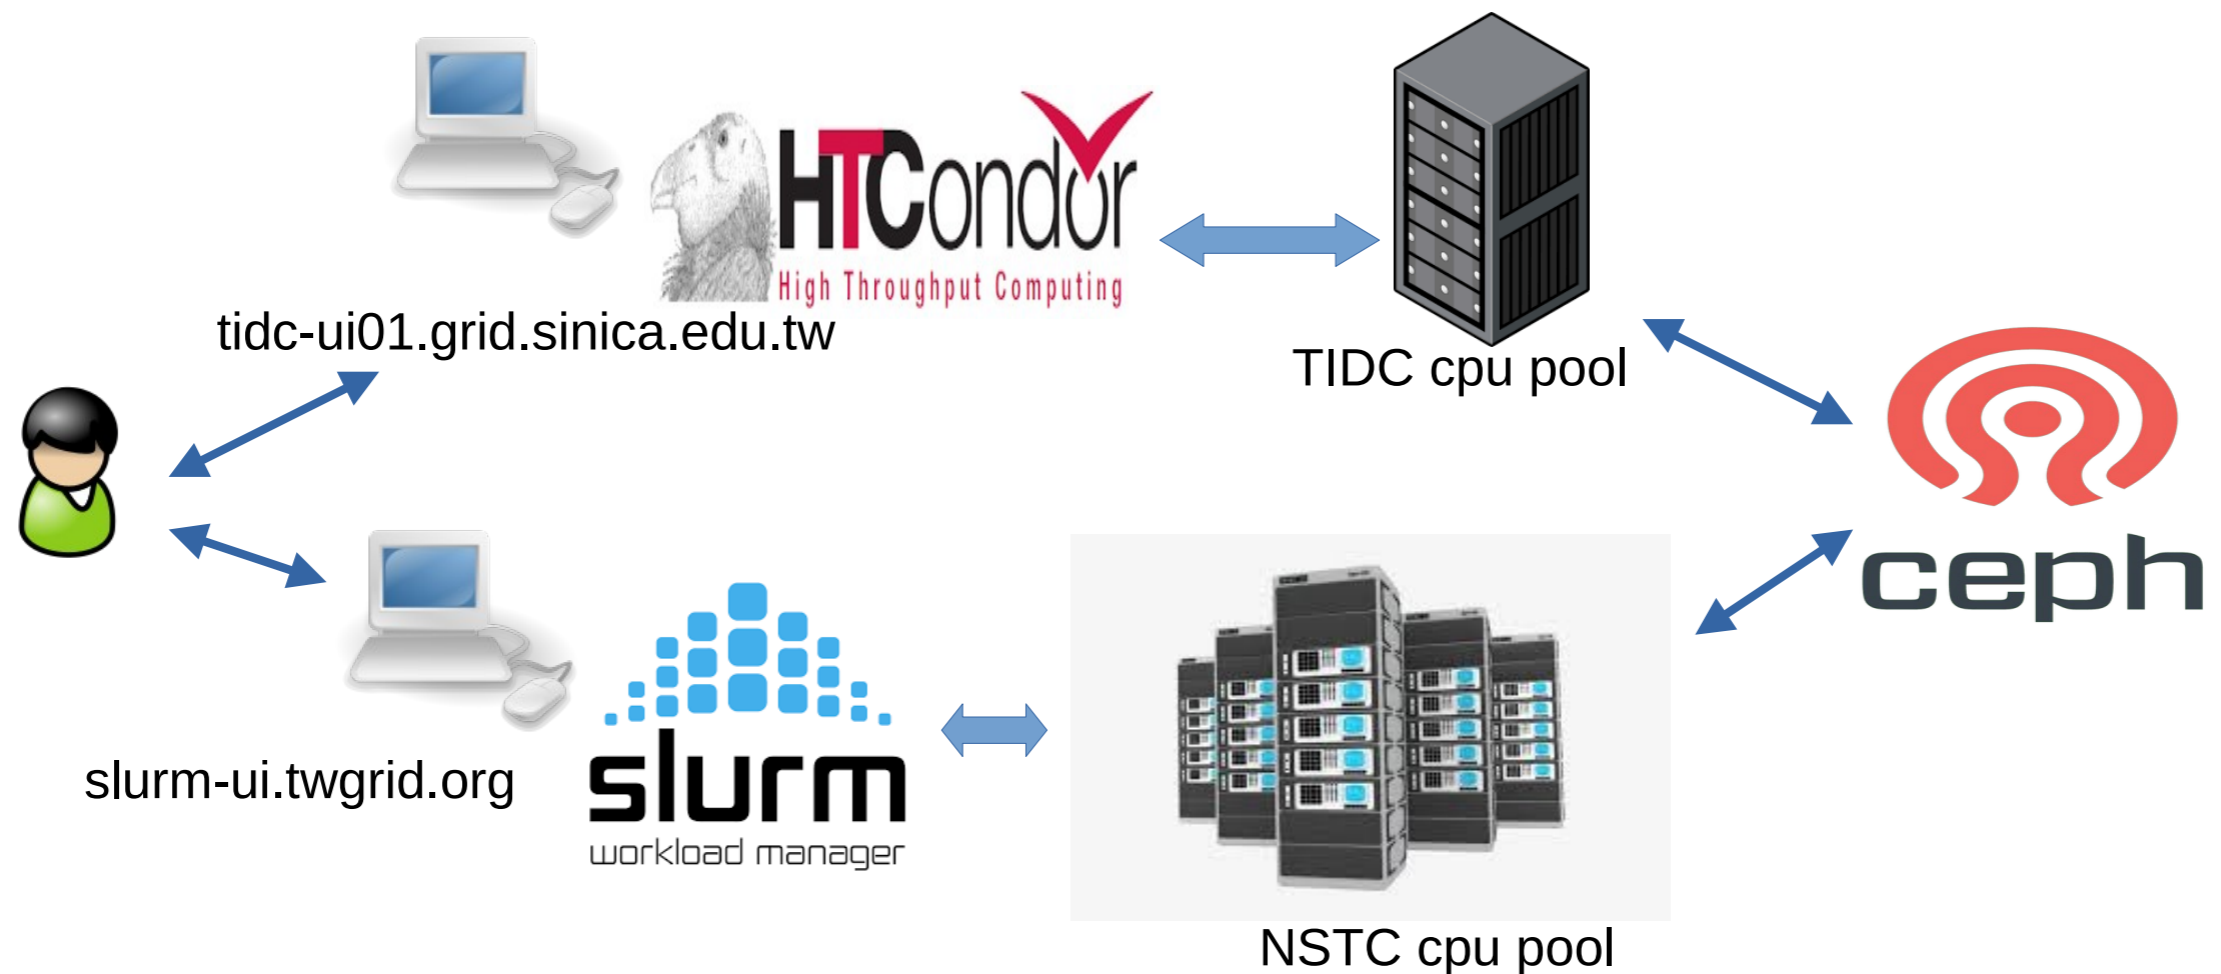 HTCondor
High Throughput Computing
tidc-ui01.grid.sinica.edu.tw
TIDC cpu pool
ceph
slurm
workload manager
slurm-ui.twgrid.org
NSTC cpu pool